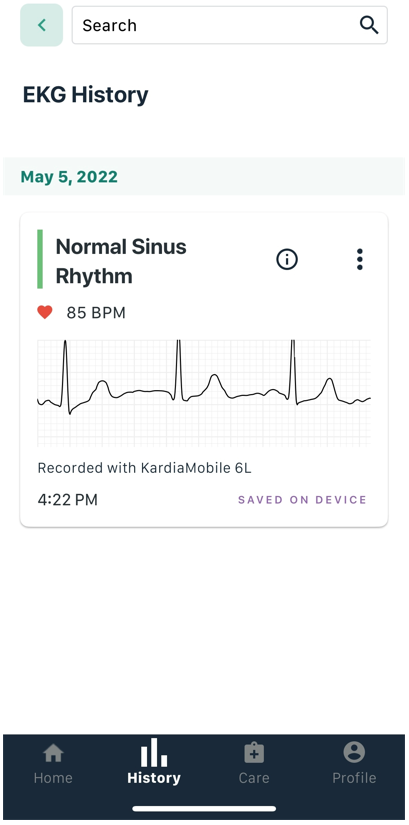 Search
EKG History
May 5, 2022
Normal Sinus
Rhythm
85 BPM
Recorded with KardiaMobile 6L
4:22 PM
SAVED ON DEVICE
Home
History
Care
Profile